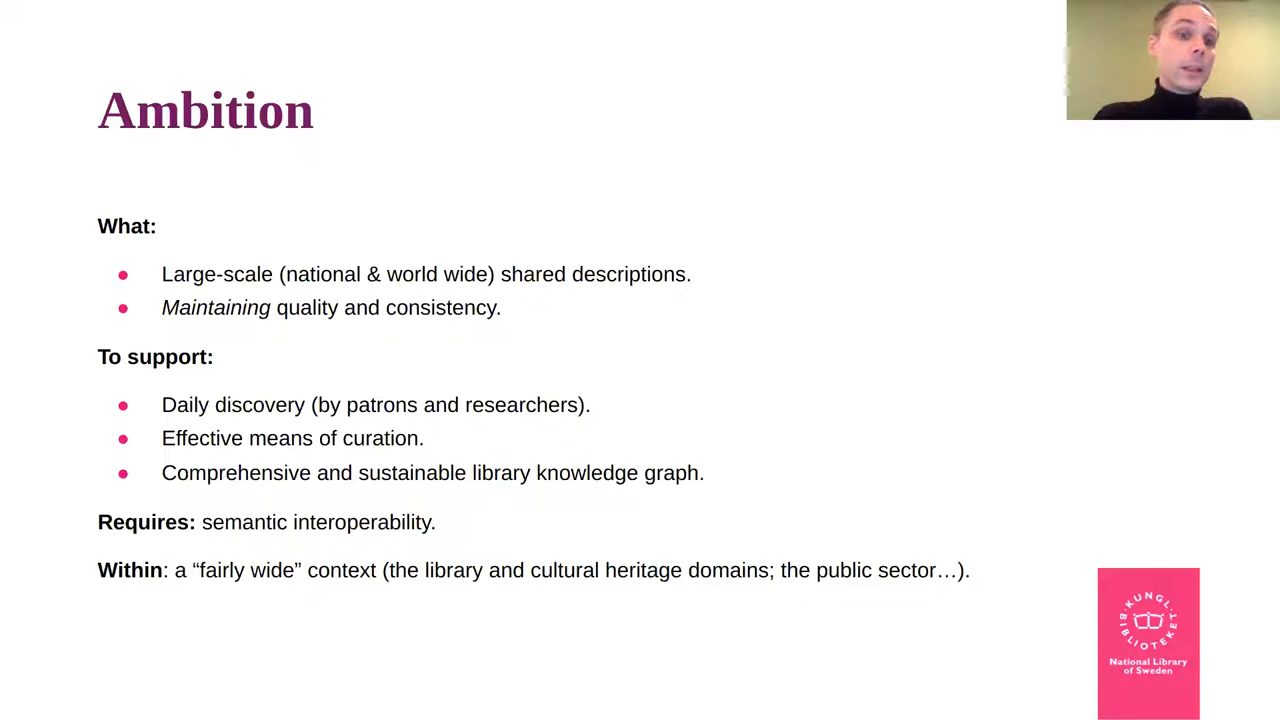 Ambition
What:
● Large-scale (national & world wide) shared descriptions.
● Maintaining quality and consistency.
To support:
● Daily discovery (by patrons and researchers).
● Effective means of curation.
● Comprehensive and sustainable library knowledge graph.
Requires: semantic interoperability.
Within: a “fairly wide” context (the library and cultural heritage domains; the public sector…).
KUNGL.
BIBLIOTEKET
National Library
of Sweden